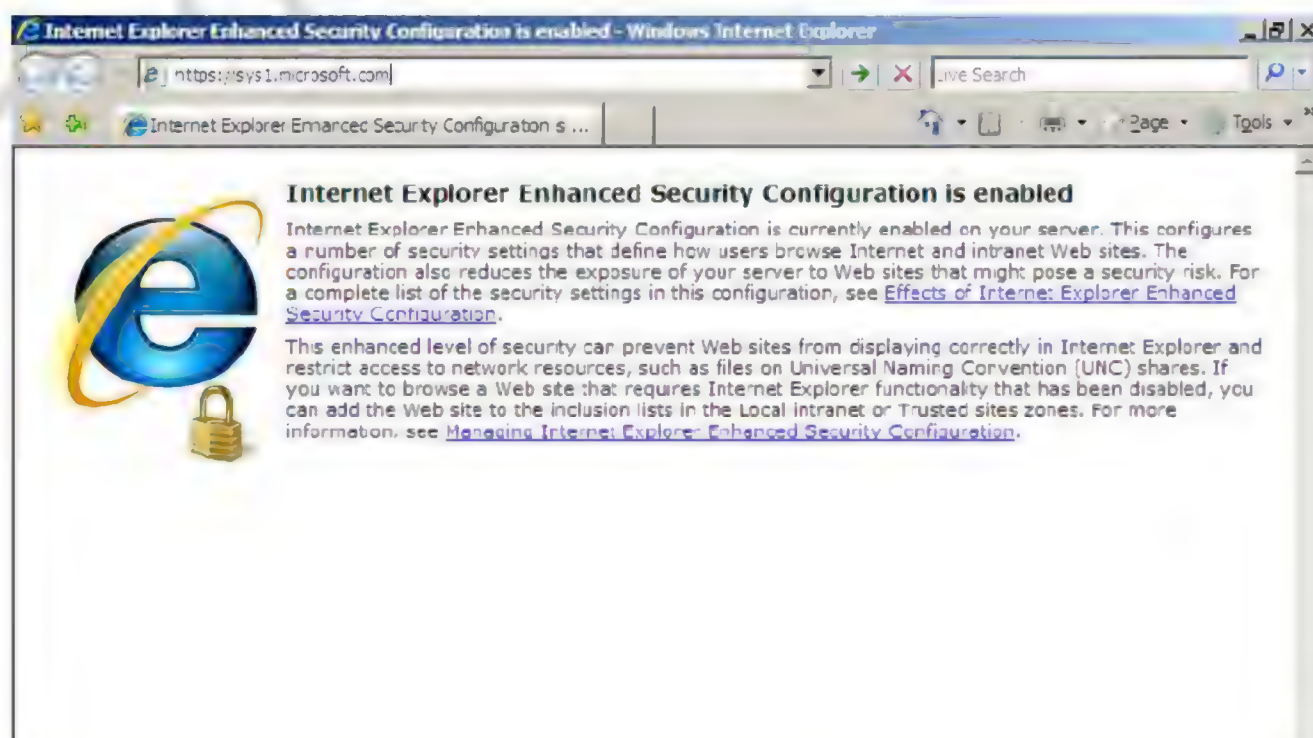 Internet Explorer Enhanced Security Configuration is enabled - Windows Internet Explorer
https://sys1.microsoft.com
Live Search
Internet Explorer Enhanced Security Configuration s ...
Page
Tools
Internet Explorer Enhanced Security Configuration is enabled
Internet Explorer Enhanced Security Configuration is currently enabled on your server. This configures
a number of security settings that define how users browse Internet and intranet Web sites. The
configuration also reduces the exposure of your server to Web sites that might pose a security risk. For
a complete list of the security settings in this configuration, see Effects of Internet Explorer Enhanced
Security Configuration.
This enhanced level of security can prevent Web sites from displaying correctly in Internet Explorer and
restrict access to network resources, such as files on Universal Naming Convention (UNC) shares. If
you want to browse a Web site that requires Internet Explorer functionality that has been disabled, you
can add the Web site to the inclusion lists in the Local intranet or Trusted sites zones. For more
information, see Managing Internet Explorer Enhanced Security Configuration.